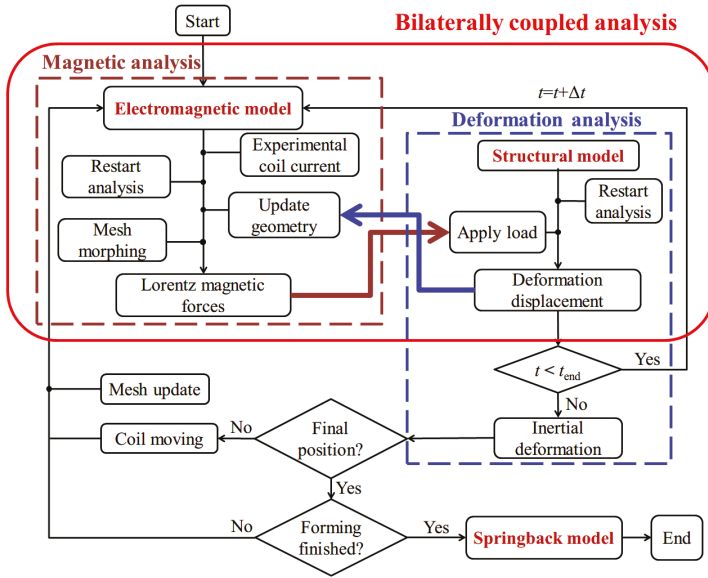 Start
Bilaterally coupled analysis
Magnetic analysis
Electromagnetic model
Experimental
coil current
Restart
analysis
Update
geometry
Mesh
morphing
Lorentz magnetic
forces
t=t+Δt
Deformation analysis
Structural model
Restart
analysis
Apply load
Deformation
displacement
t < tend
Yes
No
Inertial
deformation
Mesh update
Coil moving
No
Final
position?
Yes
No
Forming
finished?
Yes
Springback model
End